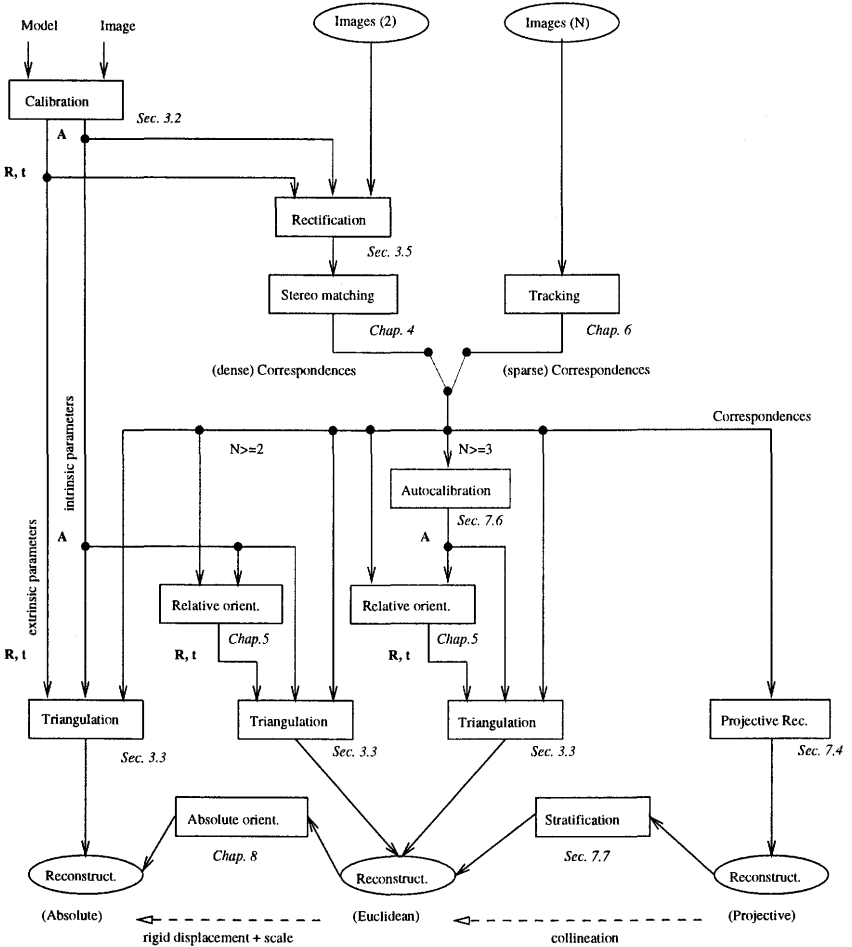 Images (2)
Images (N)
Model
Image
Calibration
Sec. 3.2
A
R, t
Rectification
Sec. 3.5
Stereo matching
Tracking
Chap. 4
Chap. 6
(dense) Correspondences
(sparse) Correspondences
Correspondences
N>=2
N>=3
intrinsic parameters
Autocalibration
Sec. 7.6
A
A
extrinsic parameters
Relative orient.
Relative orient.
Chap.5
Chap.5
R, t
R, t
R, t
Triangulation
Triangulation
Triangulation
Projective Rec.
Sec. 3.3
Sec. 3.3
Sec. 3.3
Sec. 7.4
Absolute orient.
Stratification
Chap. 8
Sec. 7.7
Reconstruct.
Reconstruct.
Reconstruct.
(Absolute)
(Euclidean)
(Projective)
rigid displacement + scale
collineation